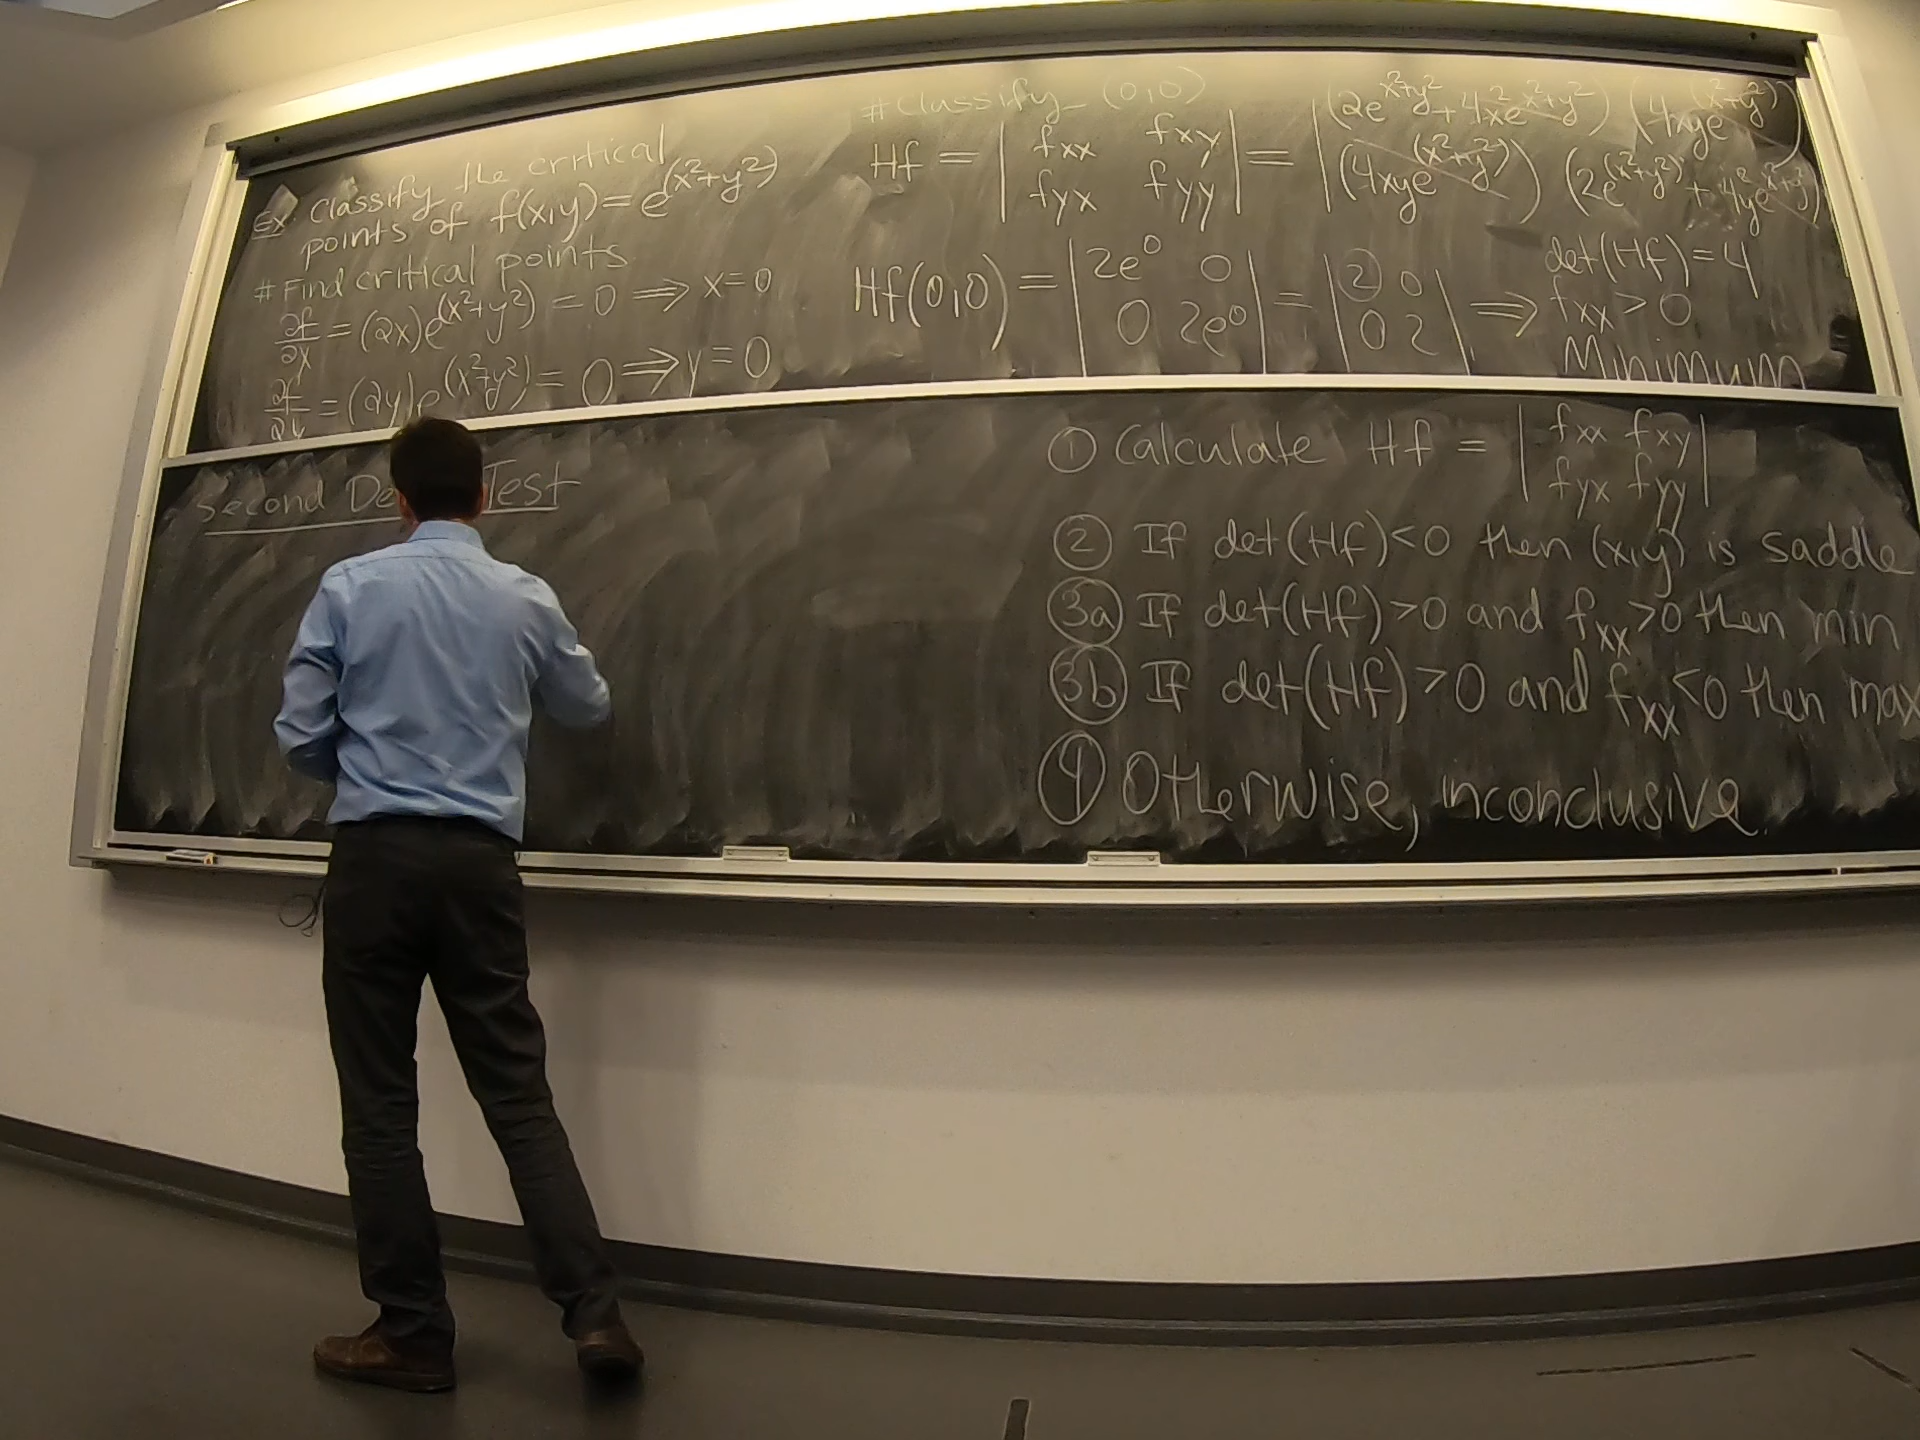 Ex: Classify the critical
points of f(x,y) = e^(x²+y²)
# Find critical points
∂f/∂x = (2x)e^(x²+y²) = 0 ⟹ x = 0
= (2y)e^(x²+y²) = 0 ⟹ y = 0
# Classify (0,0)
Hf = | fxx fxy | = | (2e^x²+y² + 4x²e^x²+y²) (4xye^(x²+y²)) |
| fyx fyy | | (4xye^(x²+y²)) (2e^(x²+y²) + 4y²e^x²+y²) |
Hf(0,0) = | 2e⁰ 0 | = | 2 0 | ⟹ det(Hf) = 4
| 0 2e⁰ | | 0 2 | fxx > 0
Minimum
Second Test
① Calculate Hf = | fxx fxy |
| fyx fyy |
② If det(Hf) < 0 then (x,y) is saddle
3a If det(Hf) > 0 and fxx > 0 then min
3b If det(Hf) > 0 and fxx < 0 then max
④ Otherwise, inconclusive.